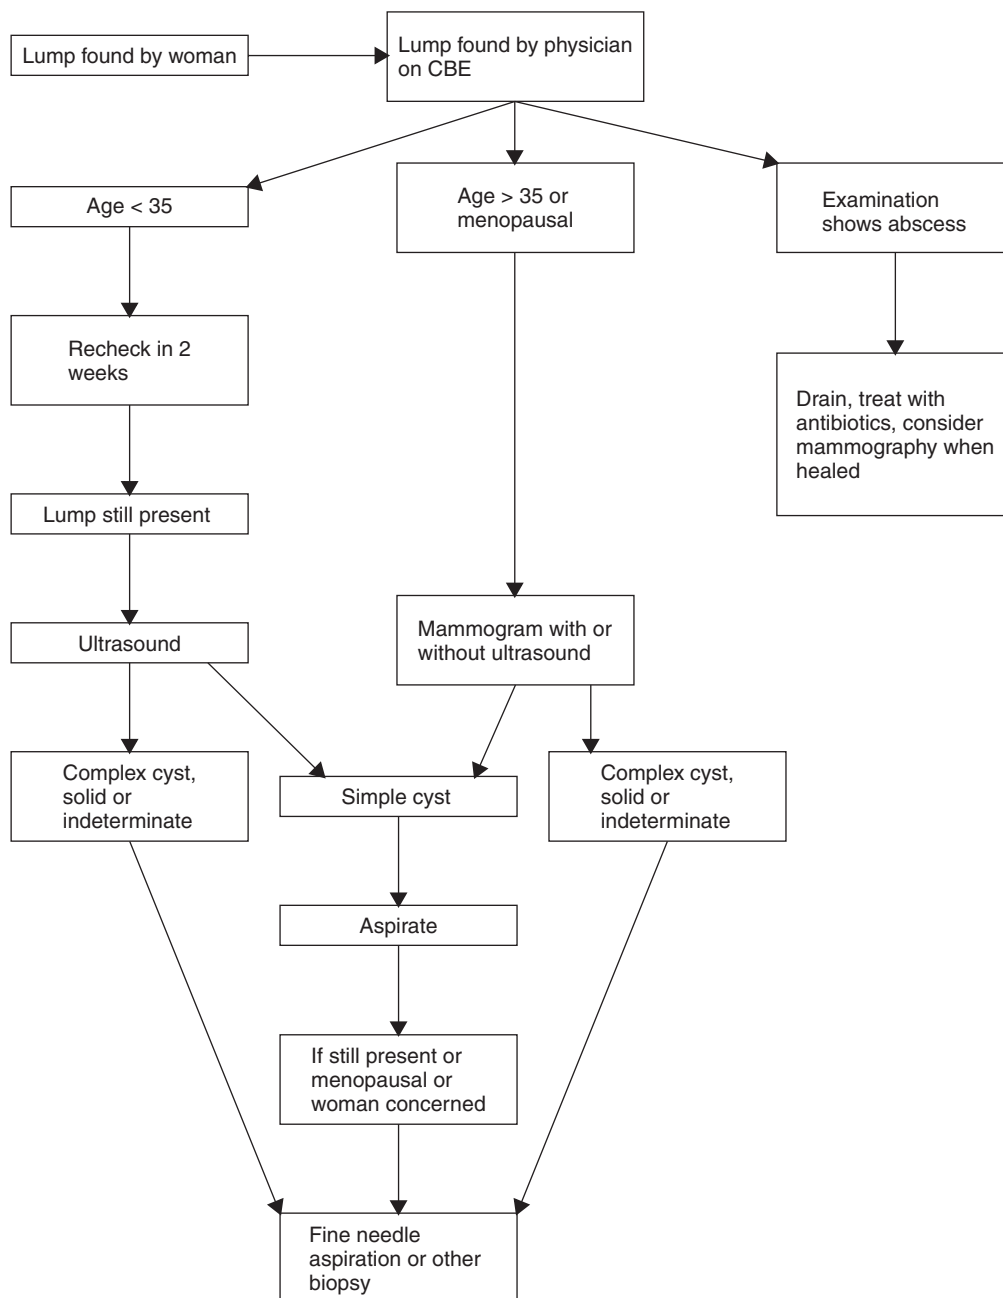 Lump found by woman
Lump found by physician
on CBE
Age < 35
Age > 35 or
menopausal
Examination
shows abscess
Recheck in 2
weeks
Drain, treat with
antibiotics, consider
mammography when
healed
Lump still present
Ultrasound
Mammogram with or
without ultrasound
Complex cyst,
solid or
indeterminate
Simple cyst
Complex cyst,
solid or
indeterminate
Aspirate
If still present or
menopausal or
woman concerned
Fine needle
aspiration or other
biopsy